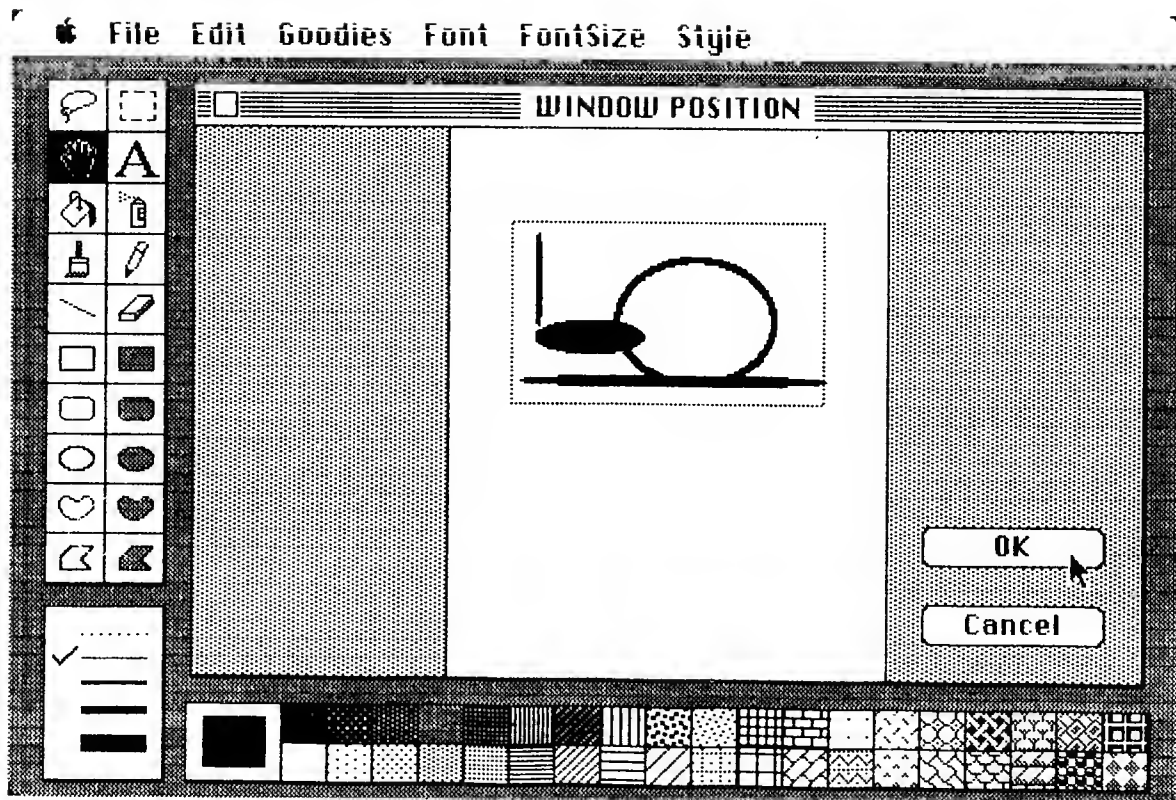 File Edit Goodies Font FontSize Style
WINDOW POSITION
A
OK
Cancel